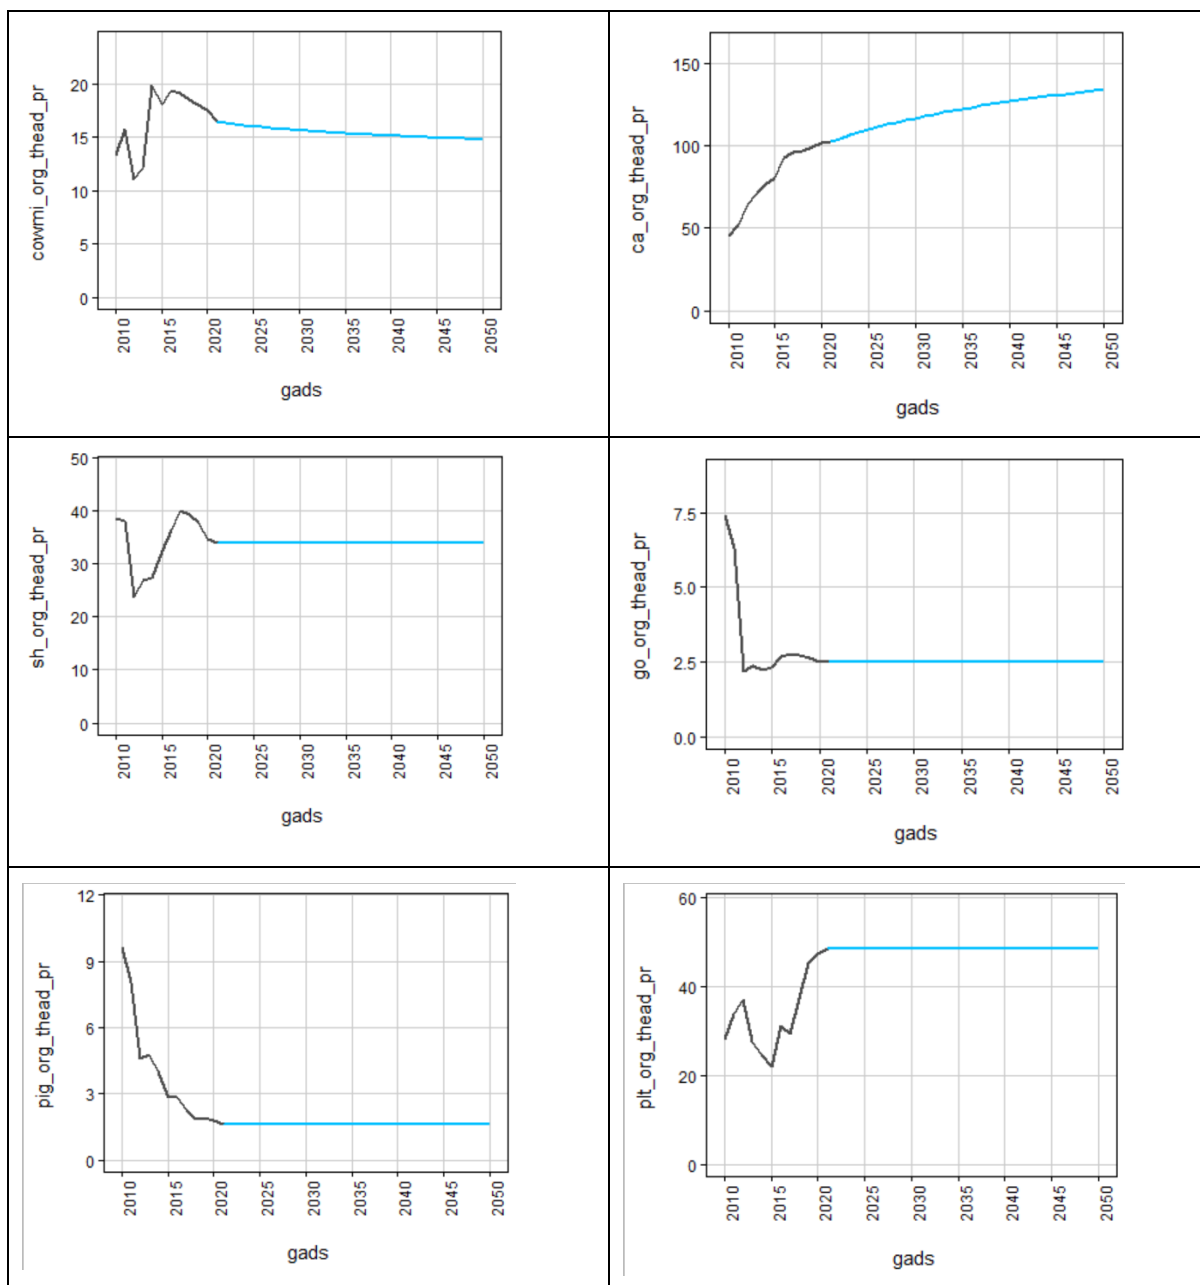 cowmi_org_thead_pr
20
15
10
5
0
2010 2015 2020 2025 2030 2035 2040 2045 2050
gads
ca_org_thead_pr
150
100
50
0
2010 2015 2020 2025 2030 2035 2040 2045 2050
gads
sh_org_thead_pr
50
40
30
20
10
0
2010 2015 2020 2025 2030 2035 2040 2045 2050
gads
go_org_thead_pr
7.5
5.0
2.5
0.0
2010 2015 2020 2025 2030 2035 2040 2045 2050
gads
pig_org_thead_pr
12
9
6
3
0
2010 2015 2020 2025 2030 2035 2040 2045 2050
gads
plt_org_thead_pr
60
40
20
0
2010 2015 2020 2025 2030 2035 2040 2045 2050
gads